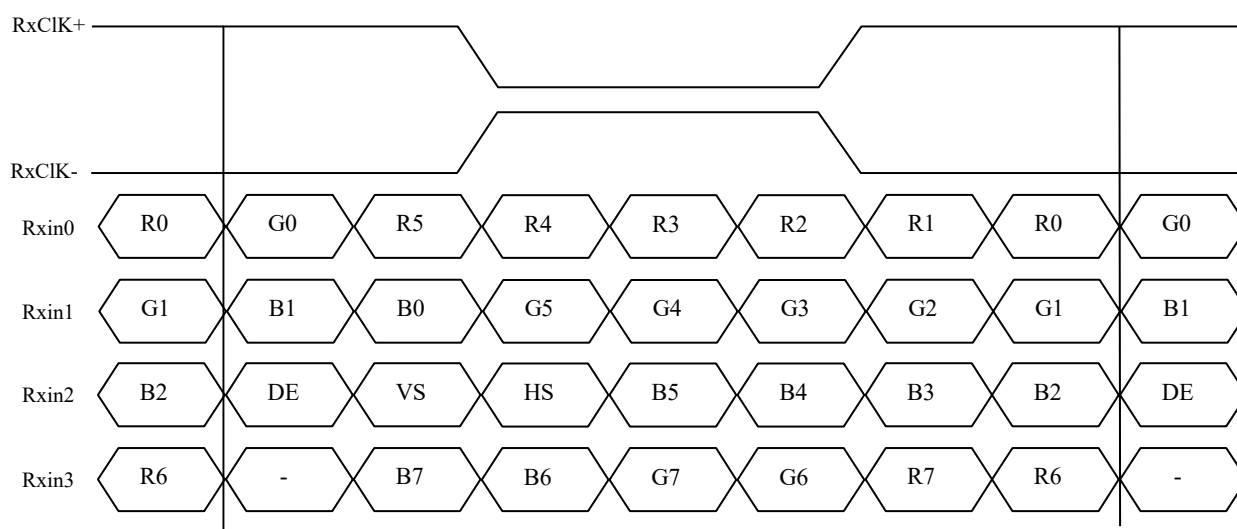 RxClK+
RxClK-
Rxin0 R0 G0 R5 R4 R3 R2 R1 R0 G0
Rxin1 G1 B1 B0 G5 G4 G3 G2 G1 B1
Rxin2 B2 DE VS HS B5 B4 B3 B2 DE
Rxin3 R6 - B7 B6 G7 G6 R7 R6 -